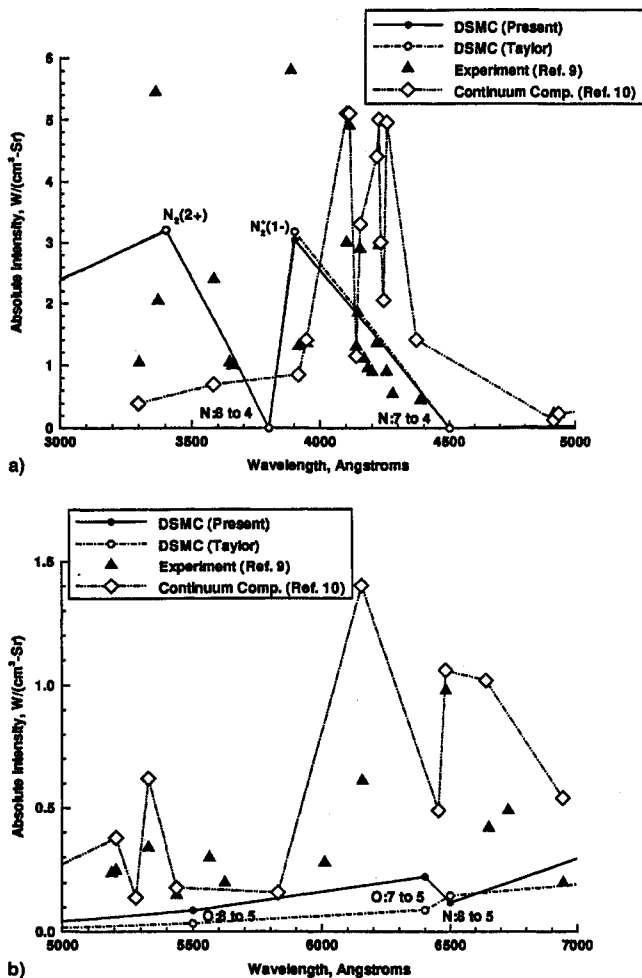 DSMC (Present)
DSMC (Taylor)
Experiment (Ref. 9)
Continuum Comp. (Ref. 10)
Absolute Intensity, W/(cm³-Sr)
6
5
4
3
2
1
0
N₂(2+)
N₂⁺(1-)
N:8 to 4
N:7 to 4
3000
3500
4000
4500
5000
Wavelength, Angstroms
a)
DSMC (Present)
DSMC (Taylor)
Experiment (Ref. 9)
Continuum Comp. (Ref. 10)
Absolute Intensity, W/(cm³-Sr)
1.5
1.0
0.5
0.0
O:8 to 5
O:7 to 5
N:8 to 5
5000
5500
6000
6500
7000
Wavelength, Angstroms
b)